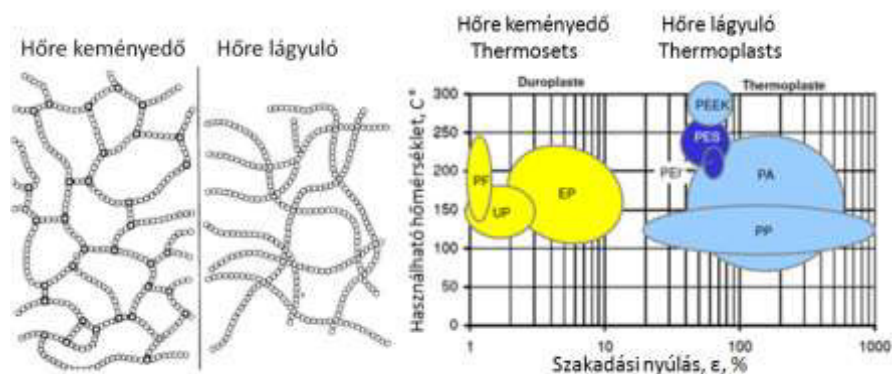 Hőre keményedő
Hőre lágyuló
Hőre keményedő
Thermosets
Hőre lágyuló
Thermoplasts
Duroplaste
Thermoplaste
Használható hőmérséklet, C°
300
250
200
150
100
50
0
PF
UP
EP
PEEK
PES
PEI
PA
PP
1
10
100
1000
Szakadási nyúlás, ε, %